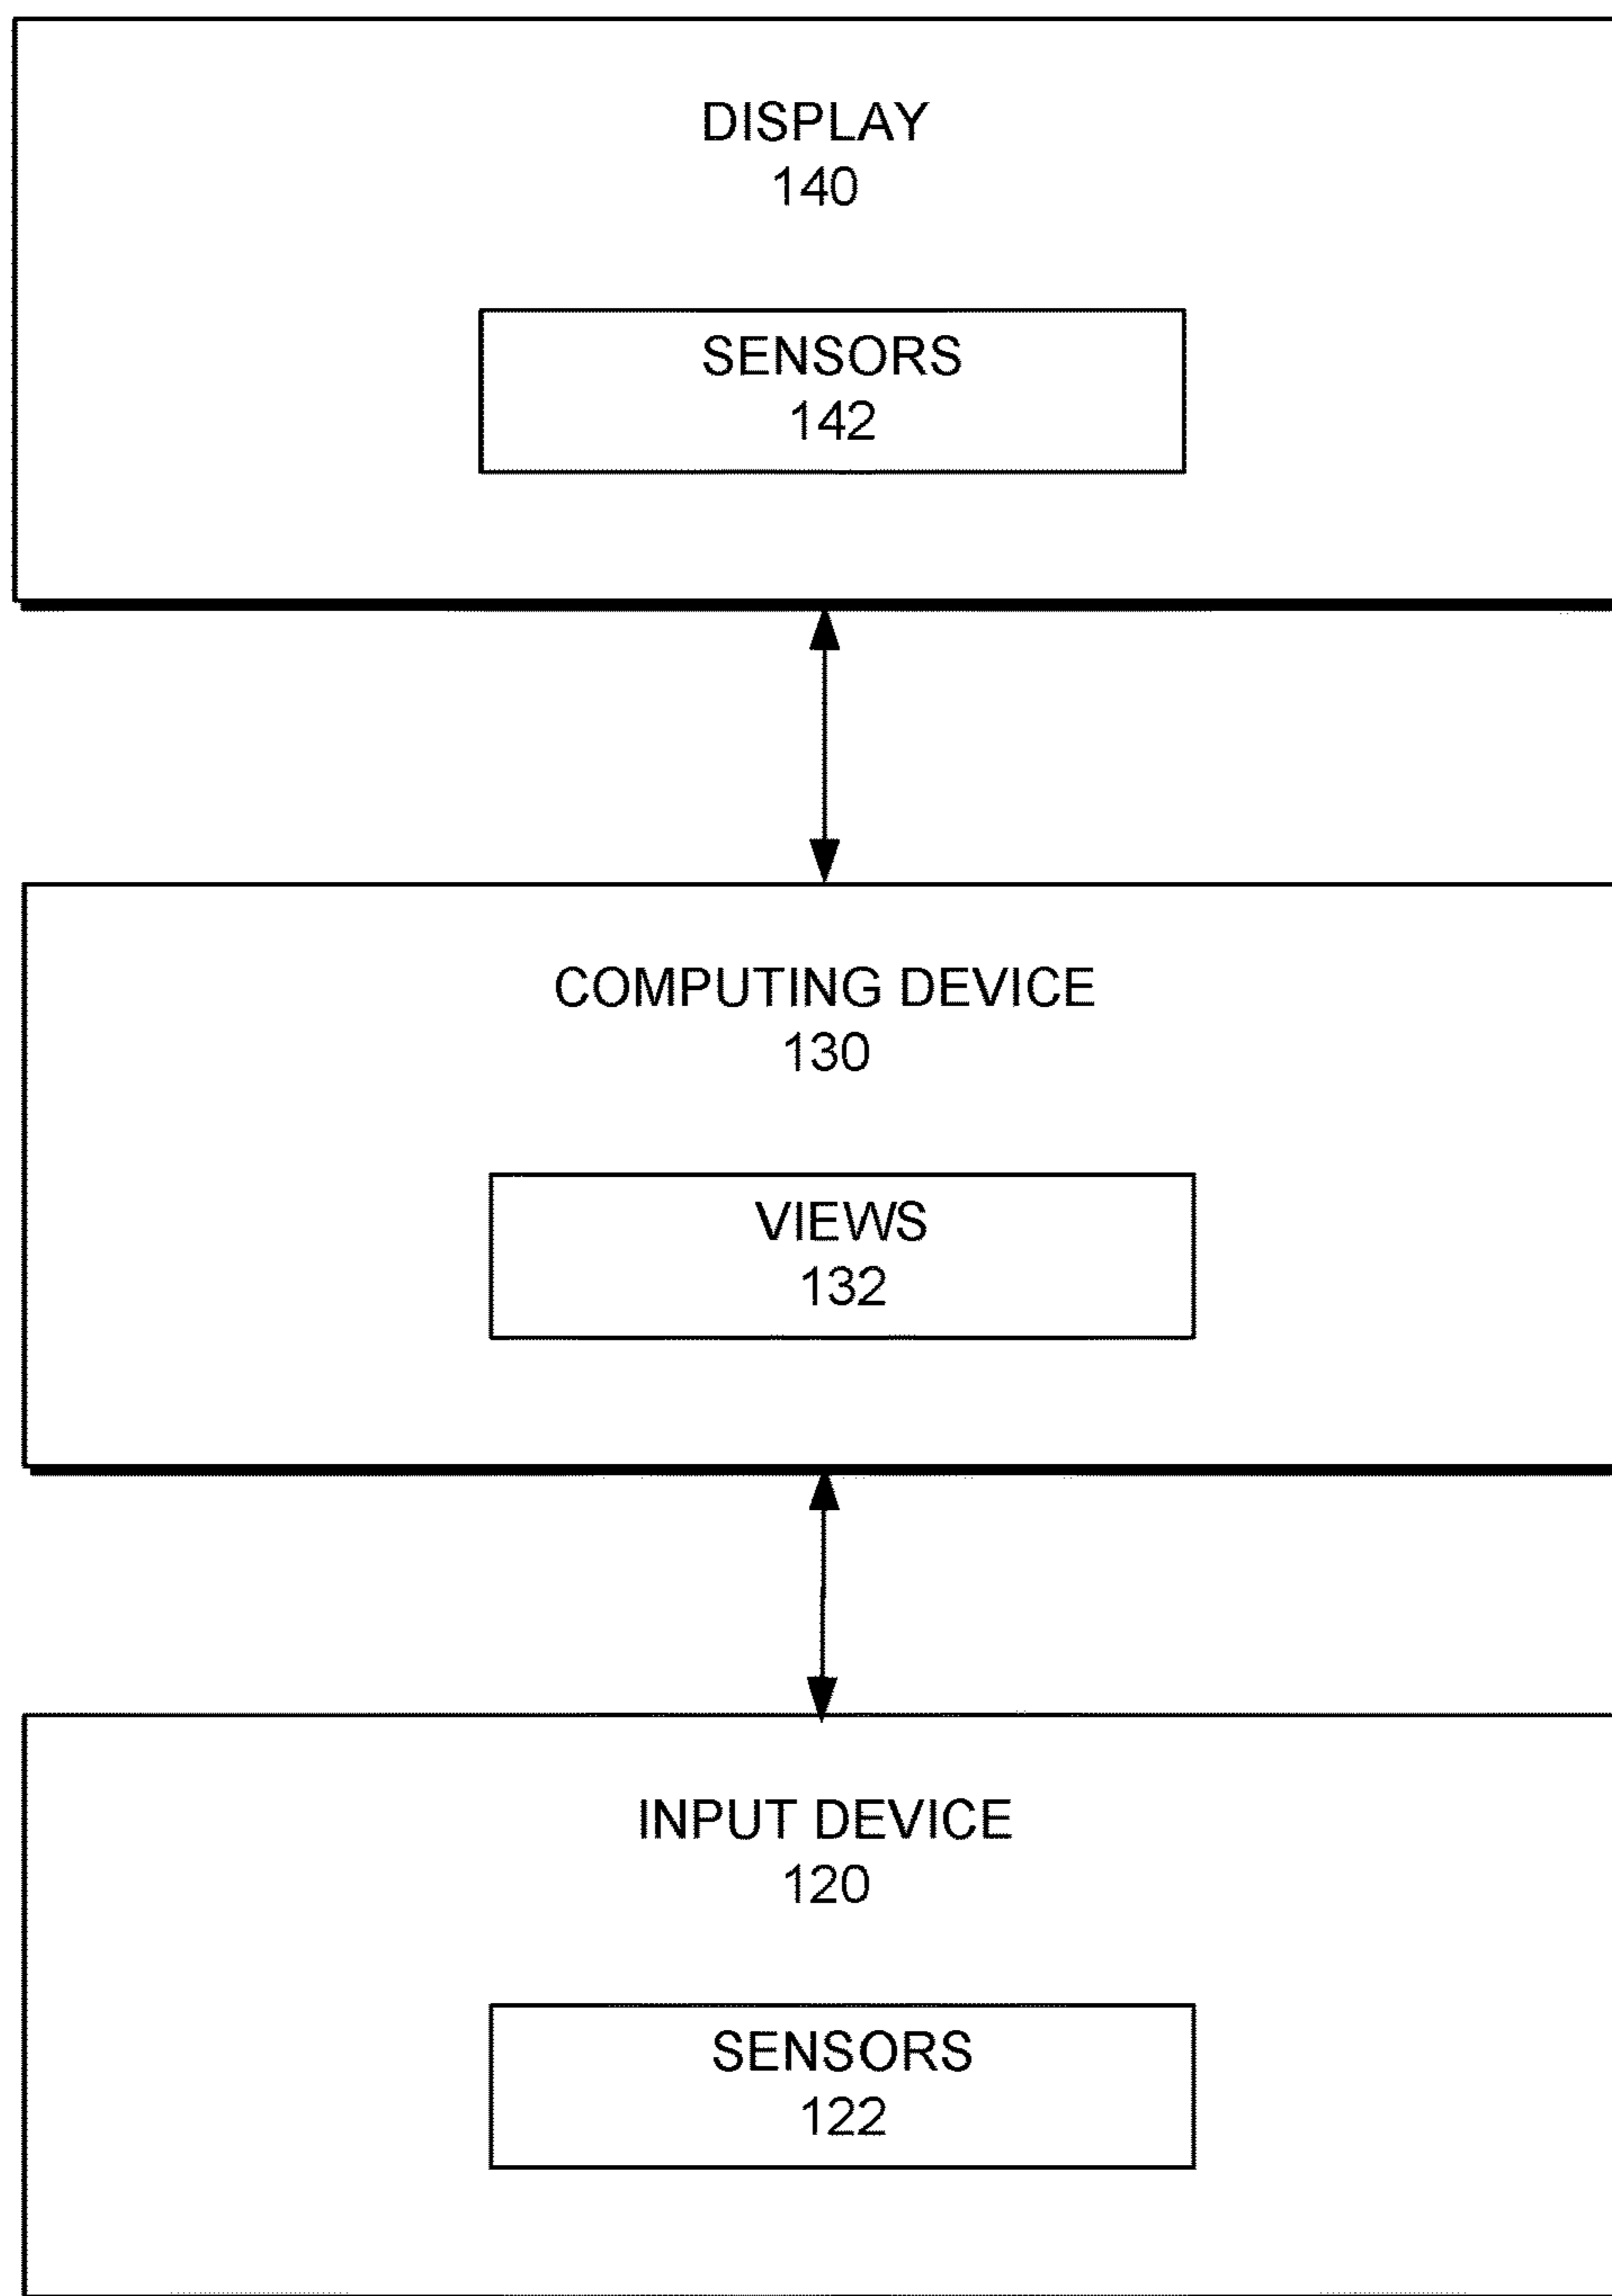 DISPLAY
140
SENSORS
142
COMPUTING DEVICE
130
VIEWS
132
INPUT DEVICE
120
SENSORS
122